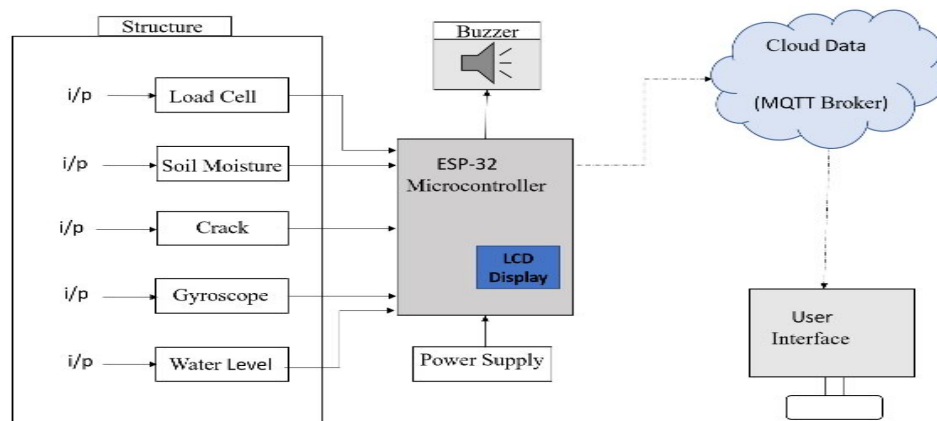 Structure
i/p
Load Cell
i/p
Soil Moisture
i/p
Crack
i/p
Gyroscope
i/p
Water Level
Buzzer
ESP-32
Microcontroller
LCD
Display
Power Supply
Cloud Data
(MQTT Broker)
User
Interface